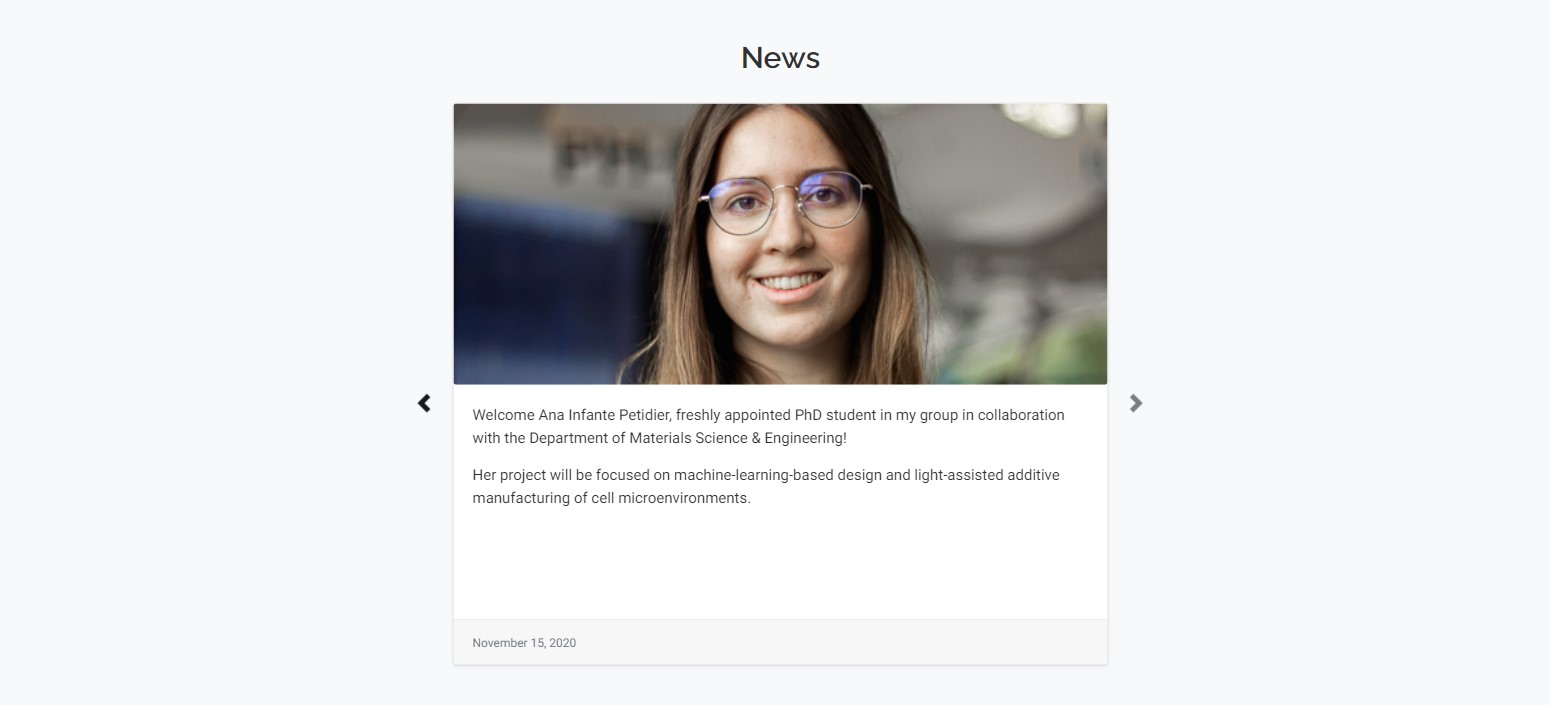 News
Welcome Ana Infante Petidier, freshly appointed PhD student in my group in collaboration
with the Department of Materials Science & Engineering!
Her project will be focused on machine-learning-based design and light-assisted additive
manufacturing of cell microenvironments.
November 15, 2020